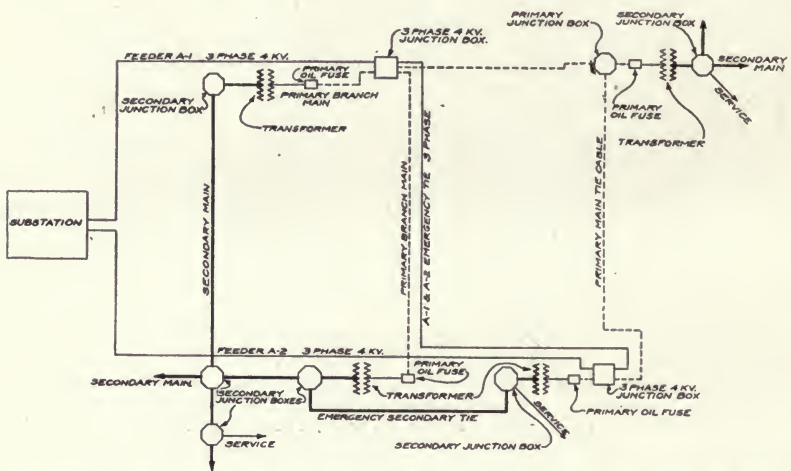 PRIMARY
JUNCTION BOX
SECONDARY
JUNCTION BOX
3 PHASE 4 KV.
JUNCTION BOX.
FEEDER A-1 3 PHASE 4 KV.
PRIMARY
OIL FUSE
SECONDARY
MAIN
SECONDARY
JUNCTION BOX
PRIMARY BRANCH
MAIN
PRIMARY
OIL FUSE
SERVICE
TRANSFORMER
TRANSFORMER
SUBSTATION
SECONDARY MAIN
PRIMARY BRANCH MAIN
A-1 & A-2 EMERGENCY TIE 3 PHASE
PRIMARY MAIN TIE CABLE
FEEDER A-2 3 PHASE 4 KV.
PRIMARY
OIL FUSE
SECONDARY MAIN.
SECONDARY
JUNCTION BOXES
TRANSFORMER
SERVICE
3 PHASE 4 KV.
JUNCTION BOX
EMERGENCY SECONDARY TIE
PRIMARY OIL FUSE
SERVICE
SECONDARY JUNCTION BOX